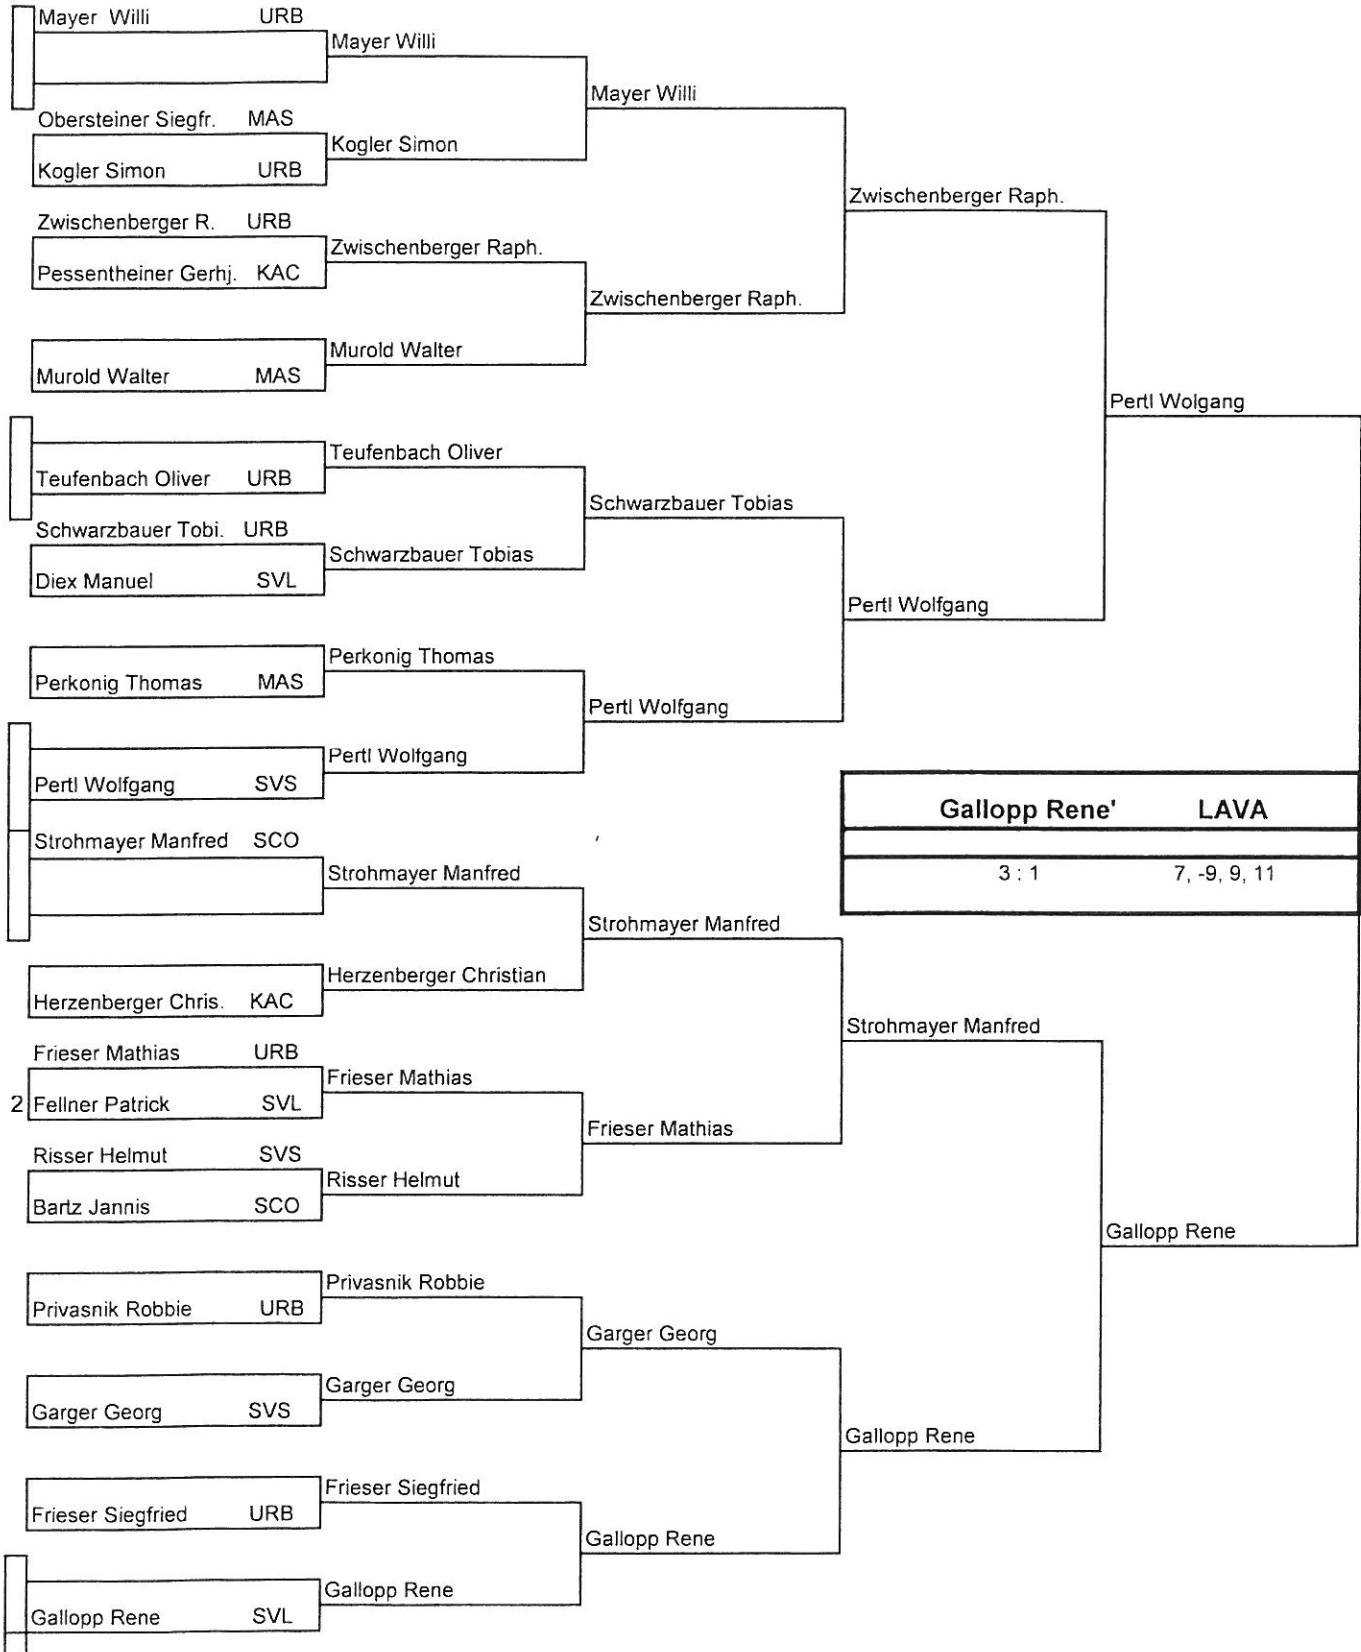 Mayer Willi URB
Mayer Willi
Mayer Willi
Obersteiner Siegfr. MAS
Kogler Simon
Kogler Simon URB
Zwischenberger Raph.
Zwischenberger R. URB
Zwischenberger Raph.
Pessentheiner Gerhj. KAC
Zwischenberger Raph.
Murold Walter
Murold Walter MAS
Pertl Wolgang
Teufenbach Oliver
Teufenbach Oliver URB
Schwarzbauer Tobias
Schwarzbauer Tobi. URB
Schwarzbauer Tobias
Diex Manuel SVL
Pertl Wolfgang
Perkonig Thomas
Perkonig Thomas MAS
Pertl Wolfgang
Pertl Wolfgang
Pertl Wolfgang SVS
Gallopp Rene' LAVA
Strohmayer Manfred SCO
Strohmayer Manfred
3 : 1 7, -9, 9, 11
Strohmayer Manfred
Herzenberger Christian
Herzenberger Chris. KAC
Strohmayer Manfred
Frieser Mathias URB
Frieser Mathias
2 Fellner Patrick SVL
Frieser Mathias
Risser Helmut SVS
Risser Helmut
Bartz Jannis SCO
Gallopp Rene
Privasnik Robbie
Privasnik Robbie URB
Garger Georg
Garger Georg
Garger Georg SVS
Gallopp Rene
Frieser Siegfried
Frieser Siegfried URB
Gallopp Rene
Gallopp Rene
Gallopp Rene SVL